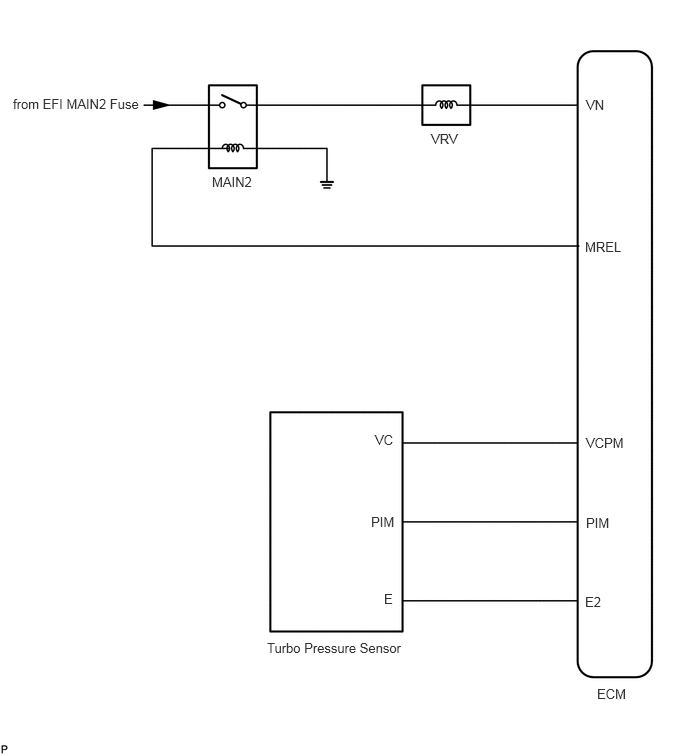 from EFI MAIN2 Fuse
VN
VRV
MAIN2
MREL
VC
VCPM
PIM
PIM
E
E2
Turbo Pressure Sensor
ECM
P